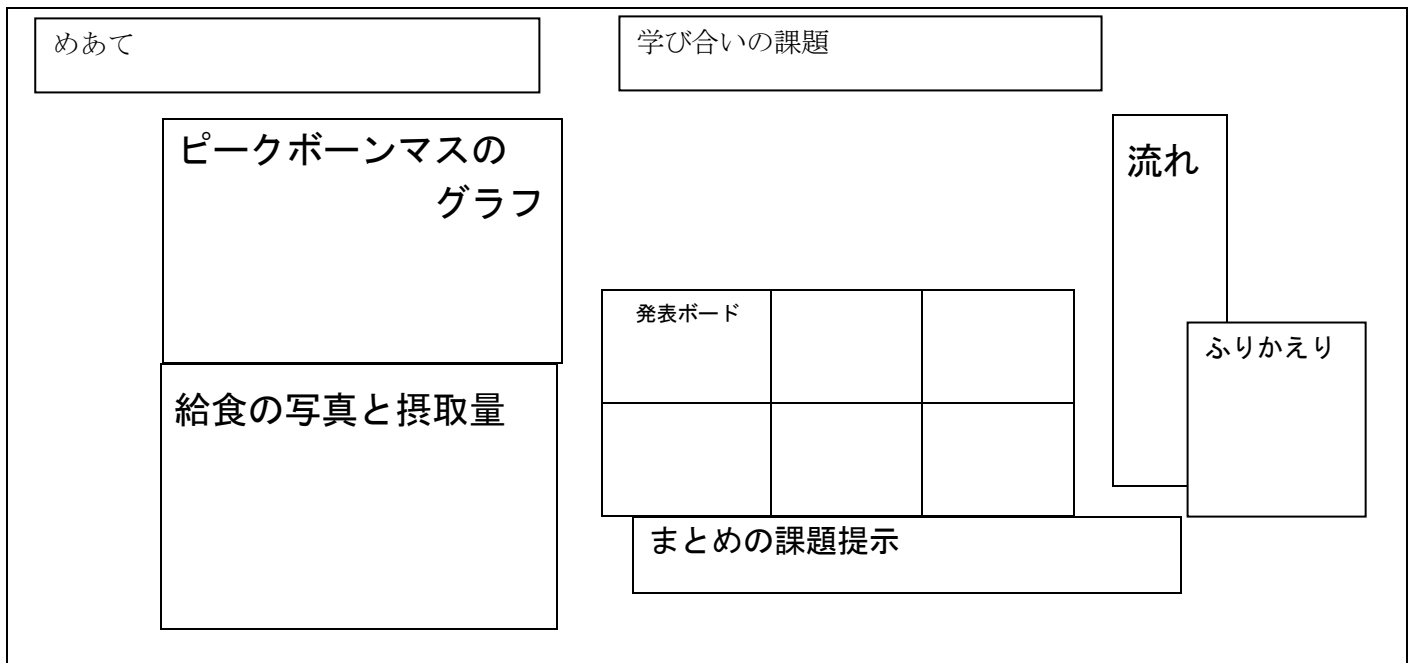 めあて
学び合いの課題
ピークボーンマスの
グラフ
流れ
発表ボード
ふりかえり
給食の写真と摂取量
まとめの課題提示